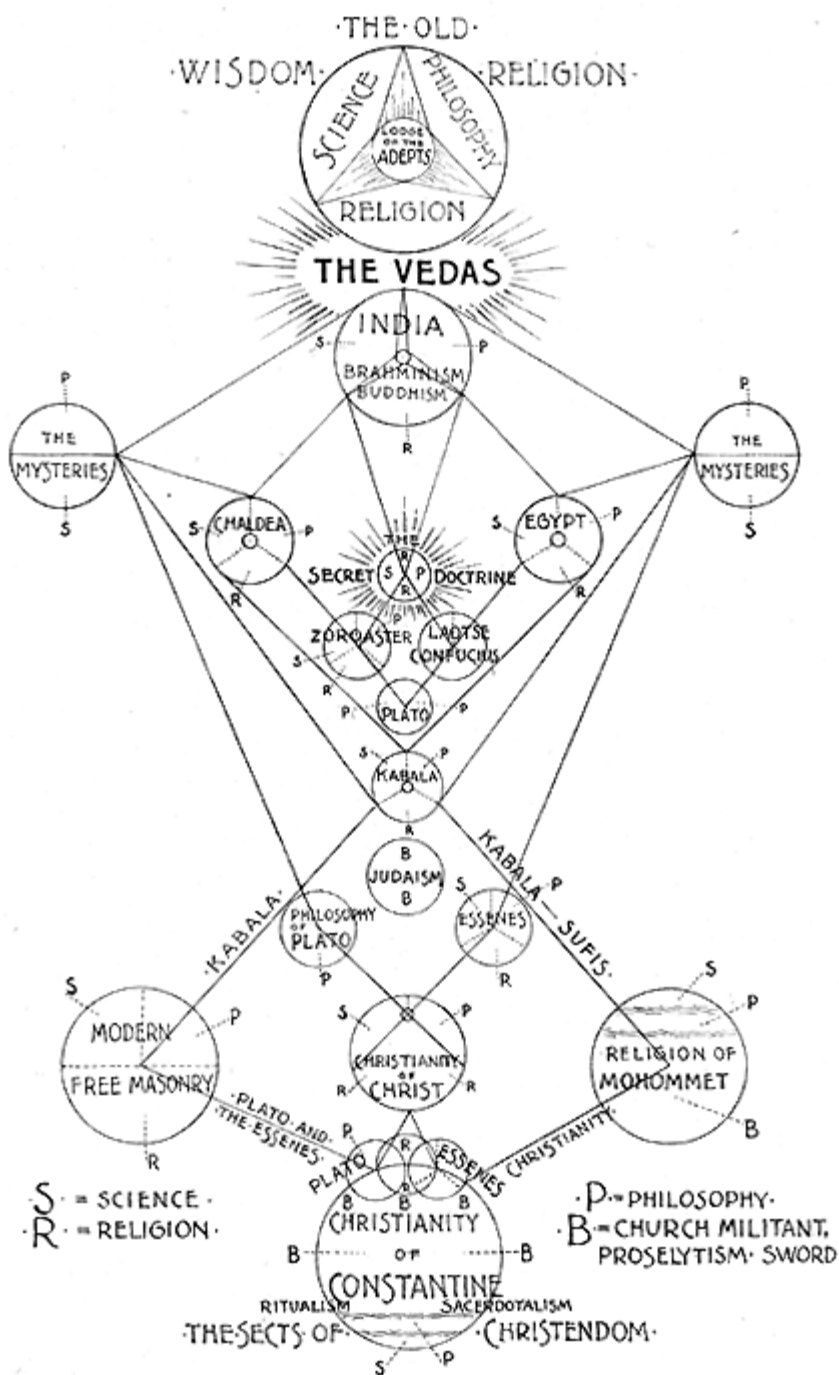 ·THE·OLD·
·WISDOM· ·RELIGION·
SCIENCE
PHILOSOPHY
LODGE
OF THE
ADEPTS
RELIGION
THE VEDAS
INDIA
S P
BRAHMINISM
BUDDHISM
R
P
THE
MYSTERIES
S
P
THE
MYSTERIES
S
CHALDEA
S P
R
EGYPT
S P
R
THE
R
S P
SECRET DOCTRINE
R
P
ZOROASTER
S
R
LAOTSE
CONFUCIUS
PLATO
P P
S P
KABALA
R
B
JUDAISM
B
·KABALA·
KABALA—SUFIS·
PHILOSOPHY
OF
PLATO
P
S P
ESSENES
R
S
MODERN P
FREE MASONRY
R
S P
CHRISTIANITY
OF
R CHRIST R
S
P
RELIGION OF
MOHOMMET
B
·PLATO AND·
·THE ESSENES·
CHRISTIANITY·
P R
PLATO ESSENES
R
B B B
CHRISTIANITY
B OF B
CONSTANTINE
RITUALISM SACERDOTALISM
·THE·SECTS OF· ·CHRISTENDOM·
S P
·S· = SCIENCE·
·R· = RELIGION·
·P·=PHILOSOPHY·
·B·=CHURCH MILITANT,
PROSELYTISM· SWORD